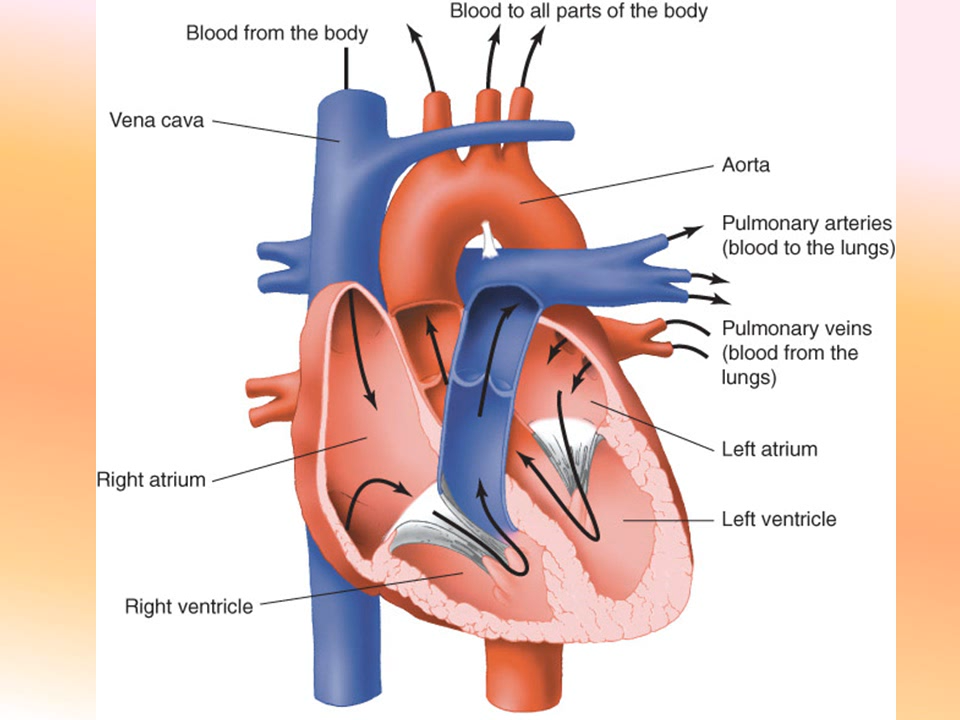 Blood to all parts of the body
Blood from the body
Vena cava
Aorta
Pulmonary arteries
(blood to the lungs)
Pulmonary veins
(blood from the
lungs)
Left atrium
Right atrium
Left ventricle
Right ventricle